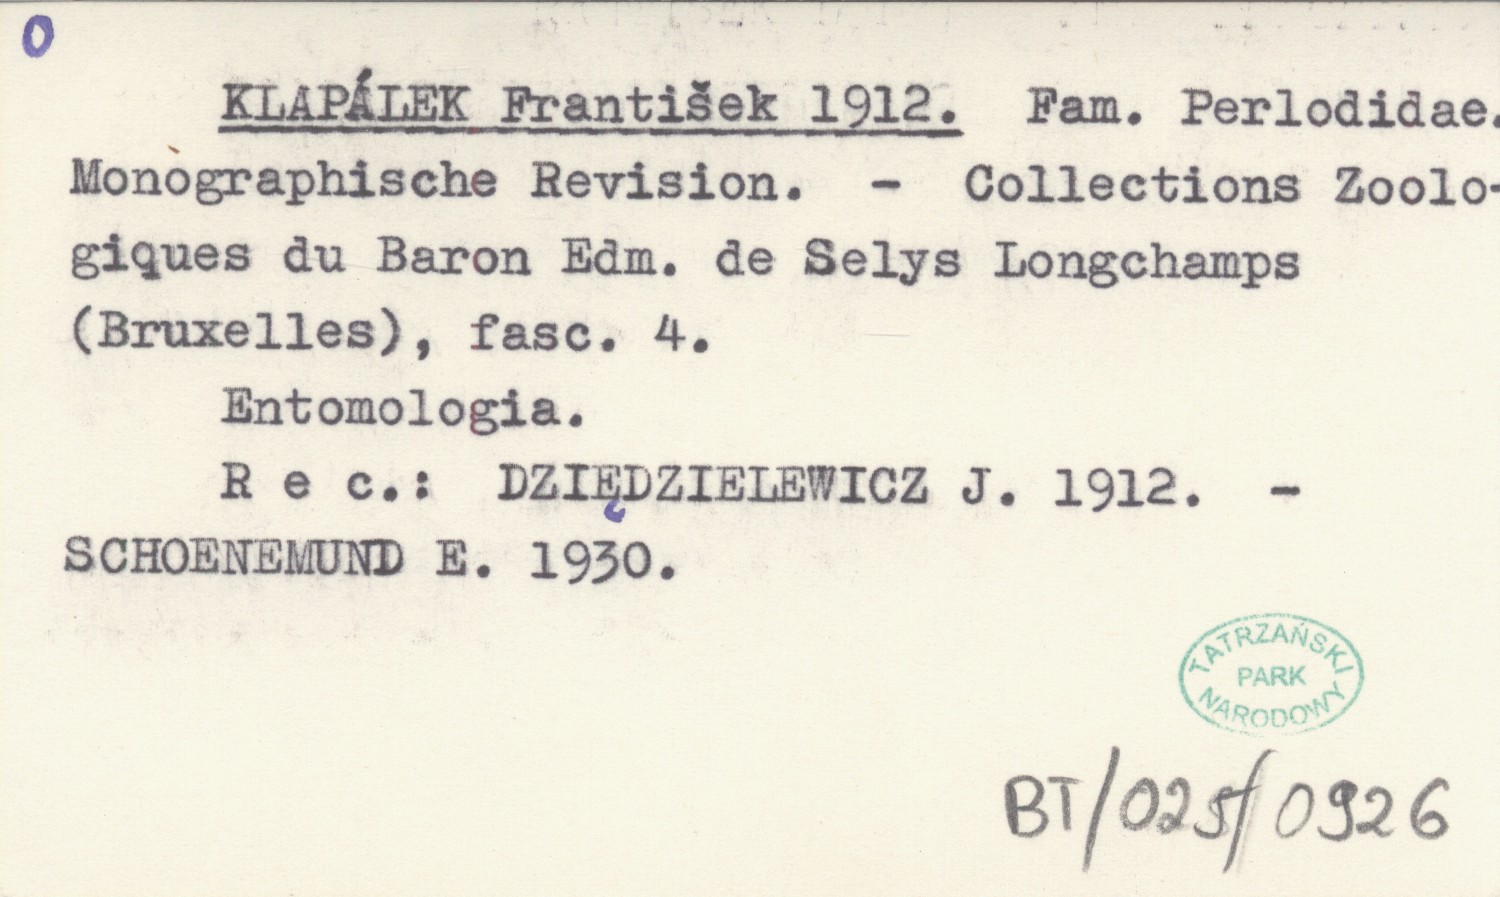 0
KLAPÁLEK František 1912. Fam. Perlodidae.
Monographische Revision. - Collections Zoolo-
giques du Baron Edm. de Selys Longchamps
(Bruxelles), fasc. 4.
Entomologia.
R e c.: DZIĘDZIELEWICZ J. 1912. -
SCHOENEMUND E. 1930.
TATRZAŃSKI
PARK
NARODOWY
BT/025/0926